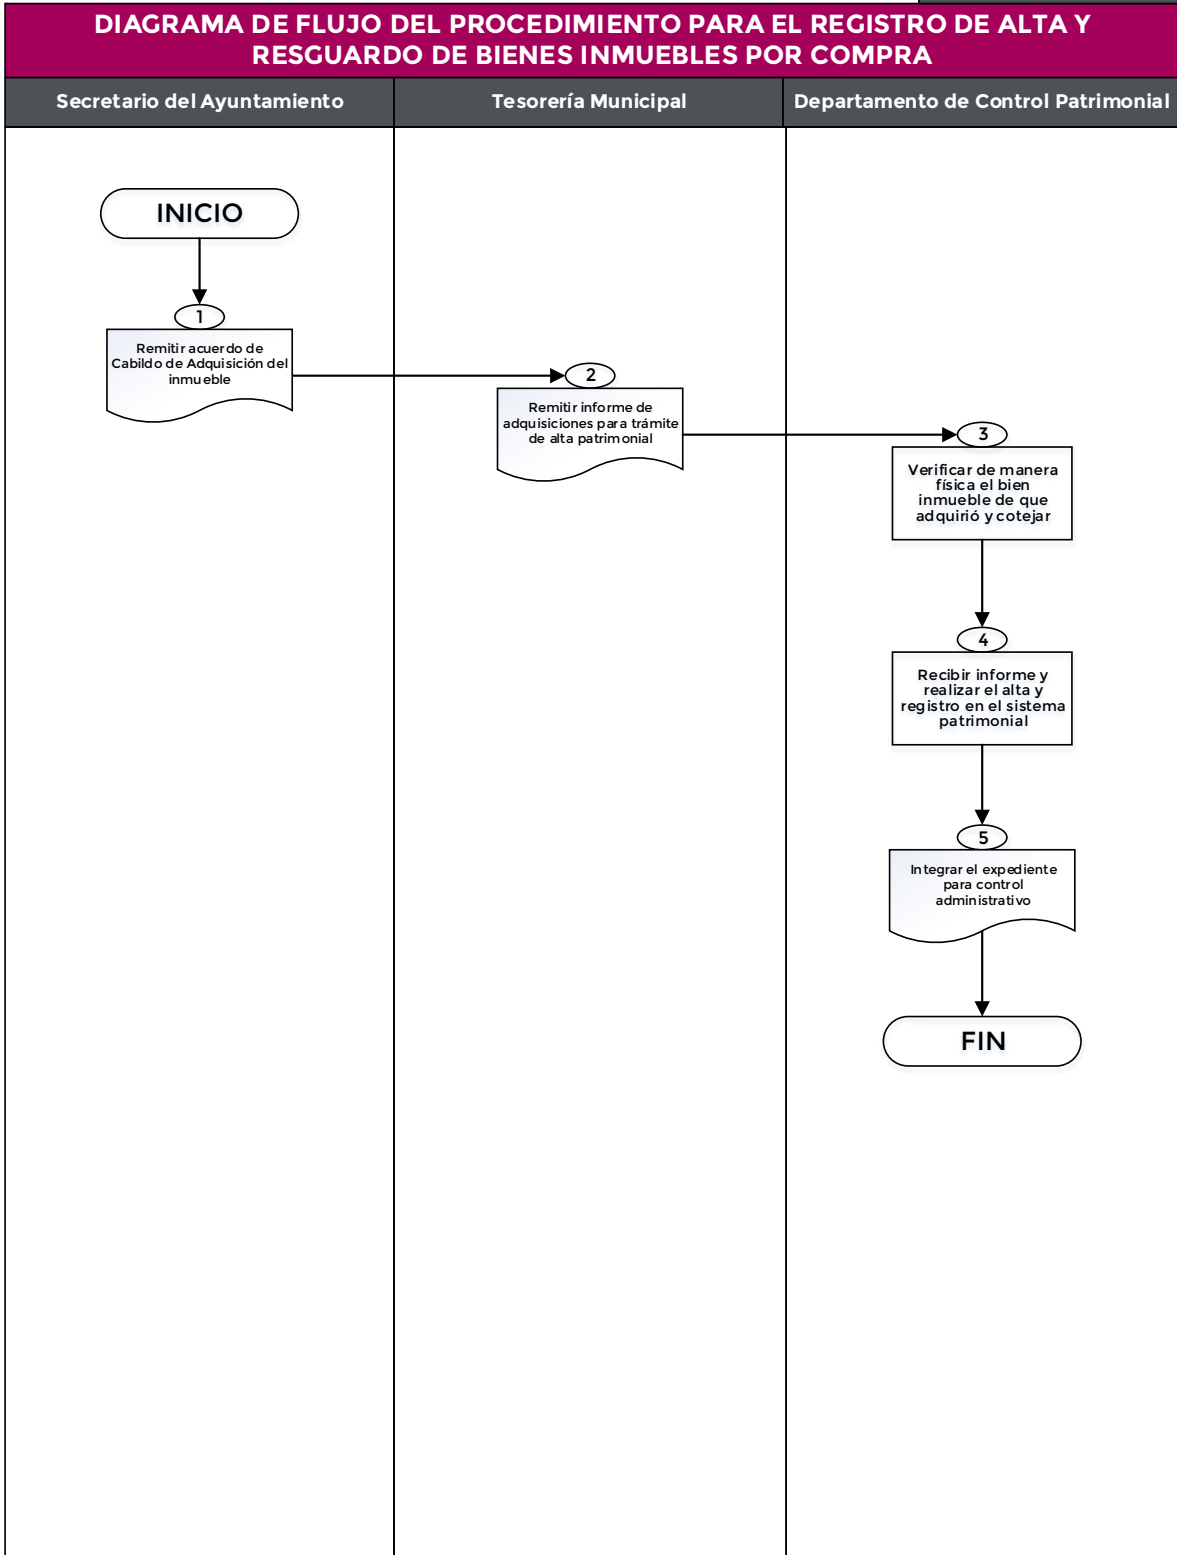 DIAGRAMA DE FLUJO DEL PROCEDIMIENTO PARA EL REGISTRO DE ALTA Y
RESGUARDO DE BIENES INMUEBLES POR COMPRA
Secretario del Ayuntamiento
Tesorería Municipal
Departamento de Control Patrimonial
INICIO
1
Remitir acuerdo de
Cabildo de Adquisición del
inmueble
2
Remitir informe de
adquisiciones para trámite
de alta patrimonial
3
Verificar de manera
física el bien
inmueble de que
adquirió y cotejar
4
Recibir informe y
realizar el alta y
registro en el sistema
patrimonial
5
Integrar el expediente
para control
administrativo
FIN